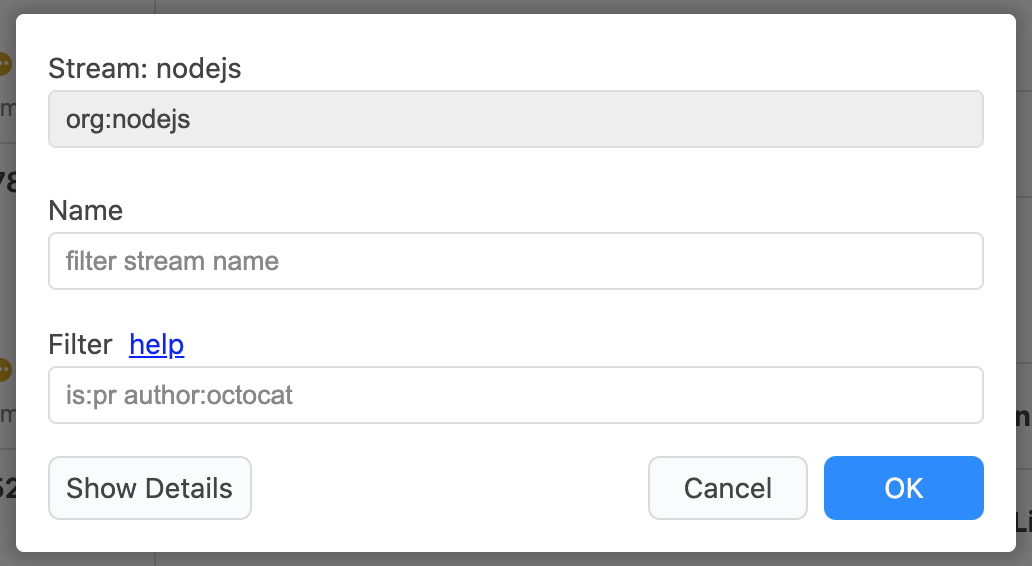 Stream: nodejs
org:nodejs
Name
filter stream name
Filter help
is:pr author:octocat
Show Details
Cancel
OK